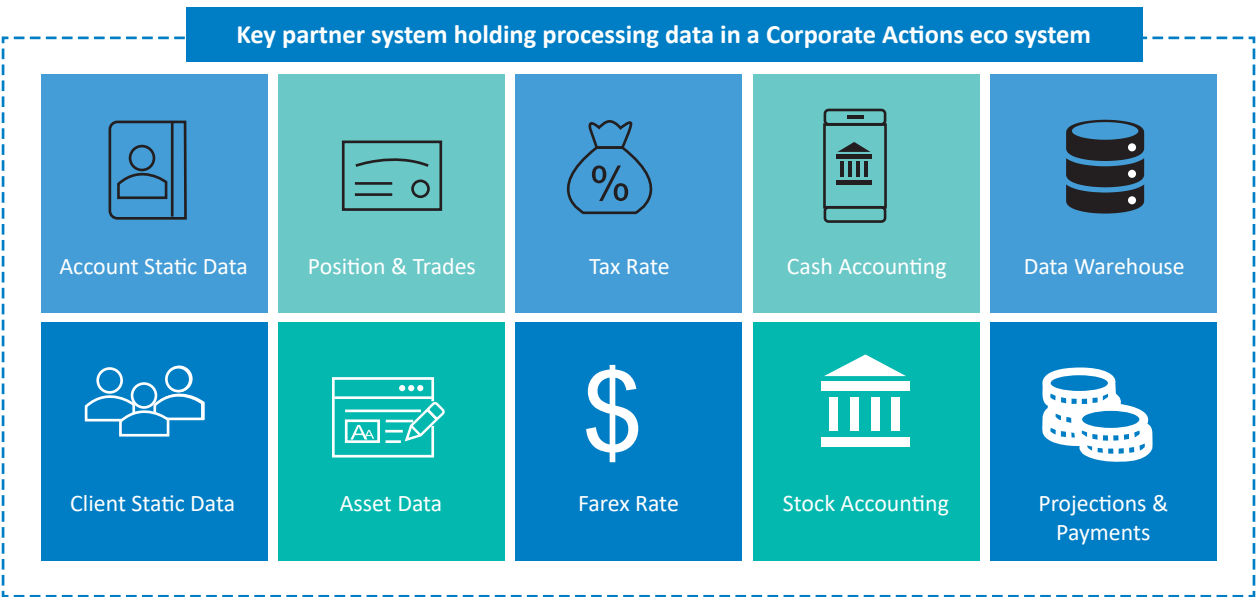 Key partner system holding processing data in a Corporate Actions eco system
%
Account Static Data
Position & Trades
Tax Rate
Cash Accounting
Data Warehouse
AA
$
Client Static Data
Asset Data
Farex Rate
Stock Accounting
Projections &
Payments